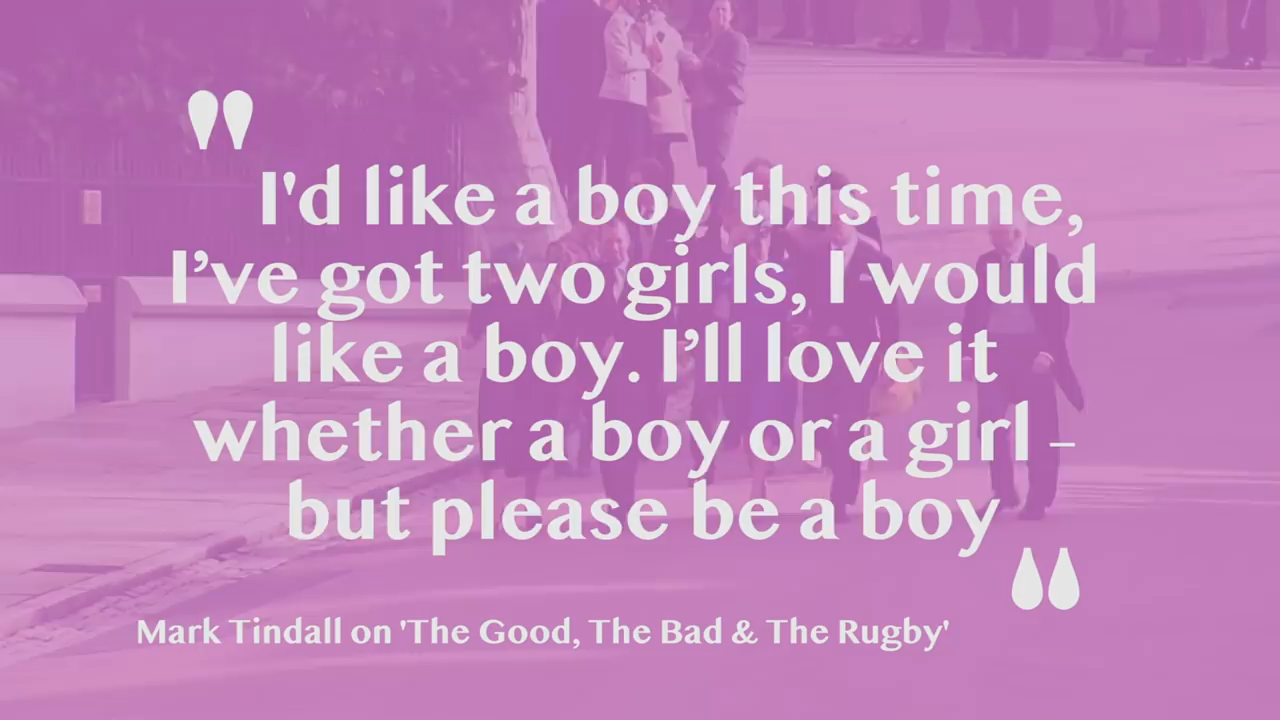 "I'd like a boy this time,
I’ve got two girls, I would
like a boy. I’ll love it
whether a boy or a girl –
but please be a boy"
Mark Tindall on 'The Good, The Bad & The Rugby'